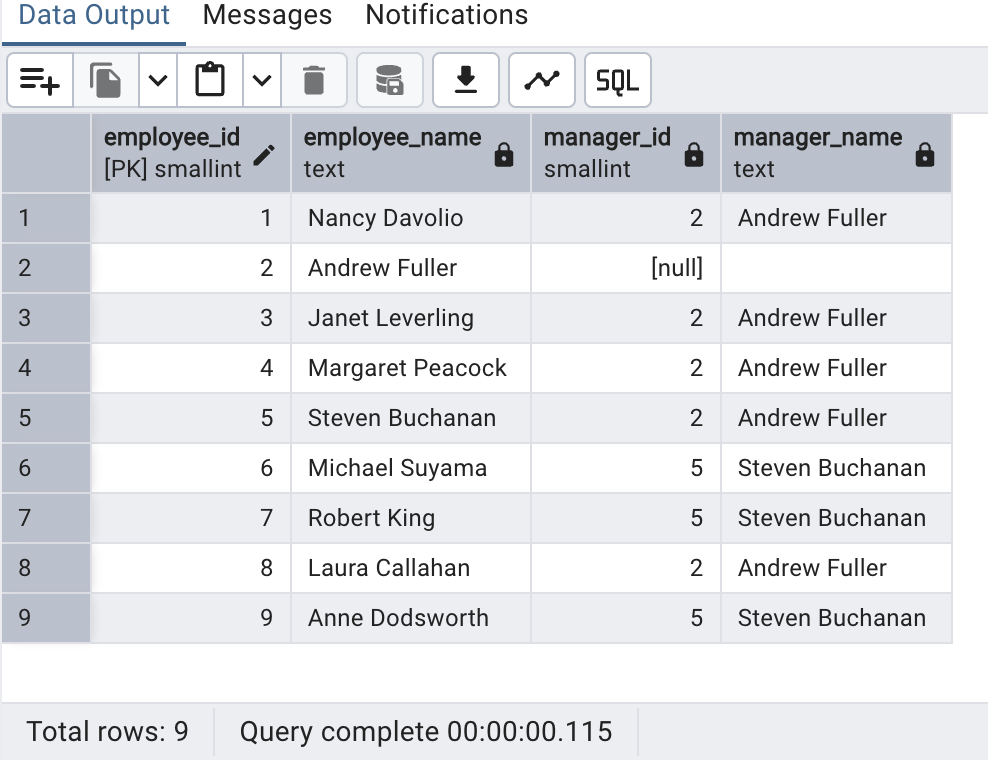 Data Output Messages Notifications
SQL
employee_id employee_name manager_id manager_name
[PK] smallint text smallint text
1 1 Nancy Davolio 2 Andrew Fuller
2 2 Andrew Fuller [null]
3 3 Janet Leverling 2 Andrew Fuller
4 4 Margaret Peacock 2 Andrew Fuller
5 5 Steven Buchanan 2 Andrew Fuller
6 6 Michael Suyama 5 Steven Buchanan
7 7 Robert King 5 Steven Buchanan
8 8 Laura Callahan 2 Andrew Fuller
9 9 Anne Dodsworth 5 Steven Buchanan
Total rows: 9 Query complete 00:00:00.115